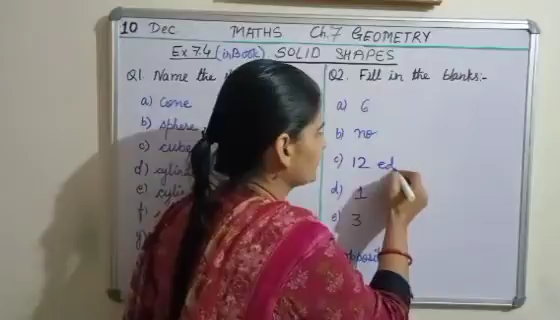 10 Dec MATHS Ch.7 GEOMETRY
Ex 7.4 (in Book) SOLID SHAPES
Q1. Name the
a) Cone
b) sphere
c) cube
d) cylind
e)
f)
g)
Q2. Fill in the blanks:-
a) 6
b) no
c) 12 ed
d) 1
e) 3